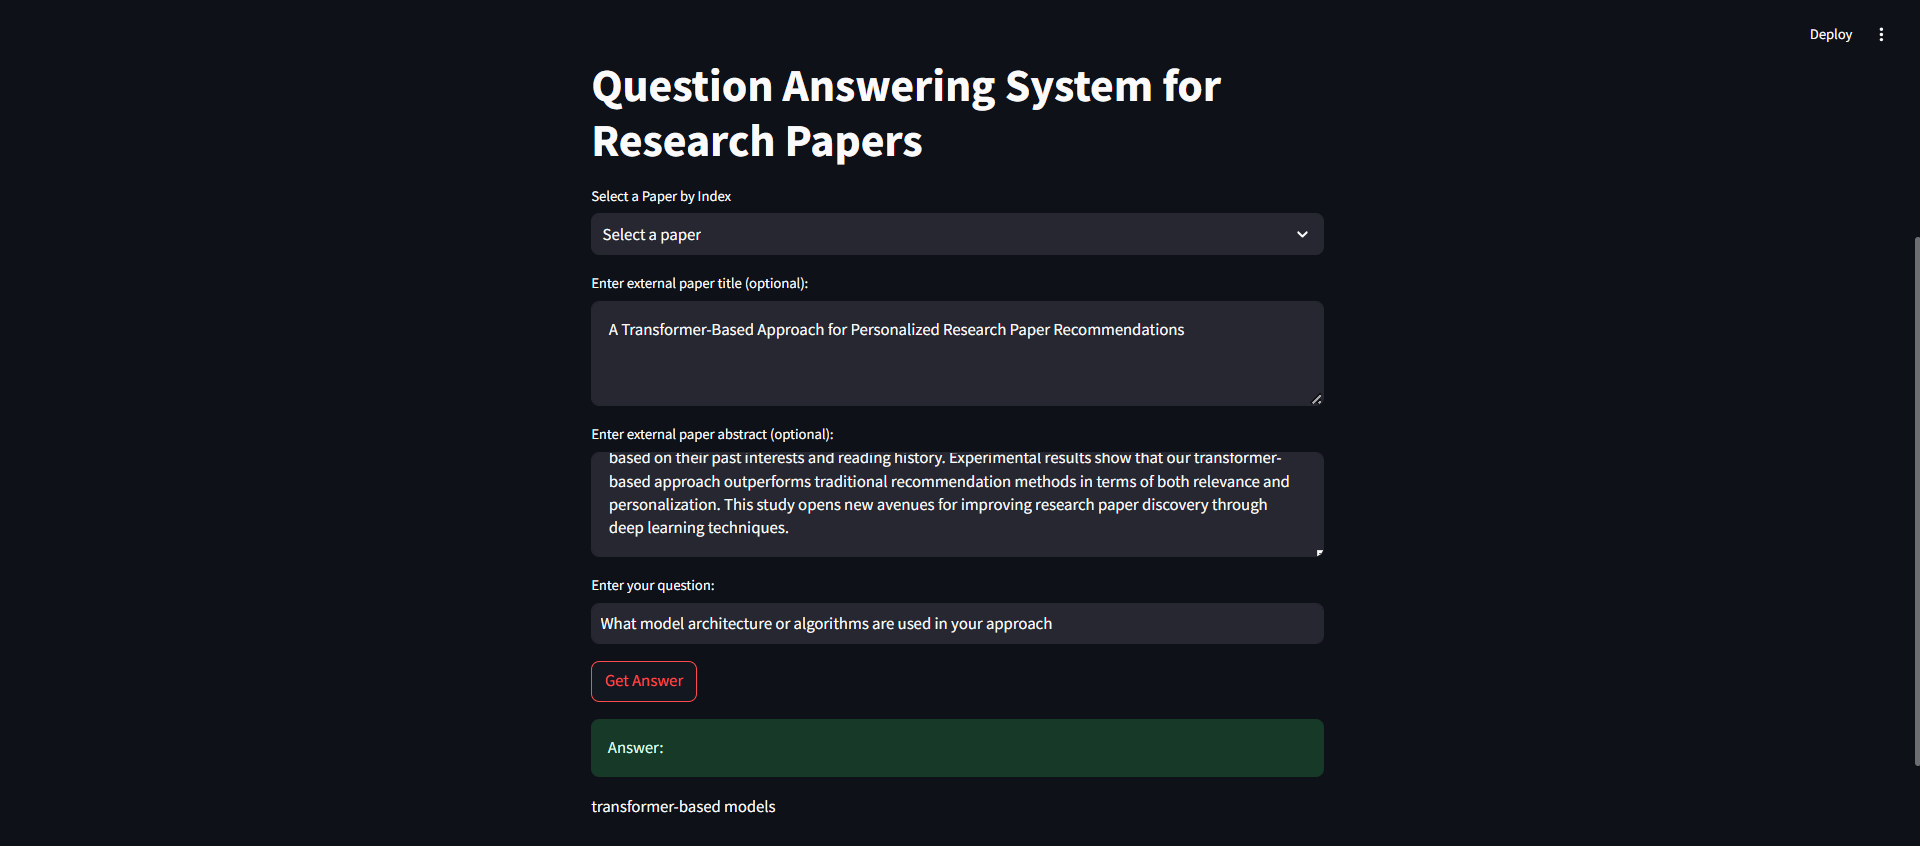 Deploy
Question Answering System for
Research Papers
Select a Paper by Index
Select a paper
Enter external paper title (optional):
A Transformer-Based Approach for Personalized Research Paper Recommendations
Enter external paper abstract (optional):
based on their past interests and reading history. Experimental results show that our transformer-
based approach outperforms traditional recommendation methods in terms of both relevance and
personalization. This study opens new avenues for improving research paper discovery through
deep learning techniques.
Enter your question:
What model architecture or algorithms are used in your approach
Get Answer
Answer:
transformer-based models